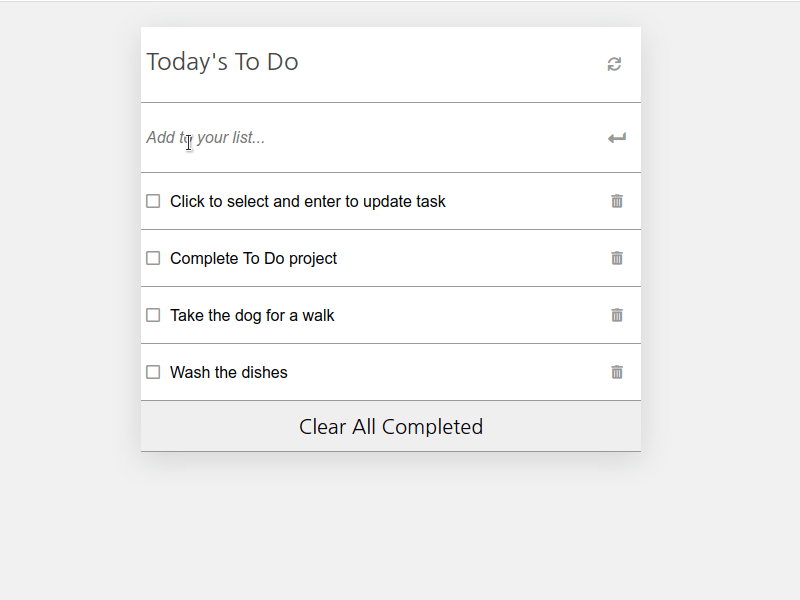 Today's To Do
Add to your list...
Click to select and enter to update task
Complete To Do project
Take the dog for a walk
Wash the dishes
Clear All Completed